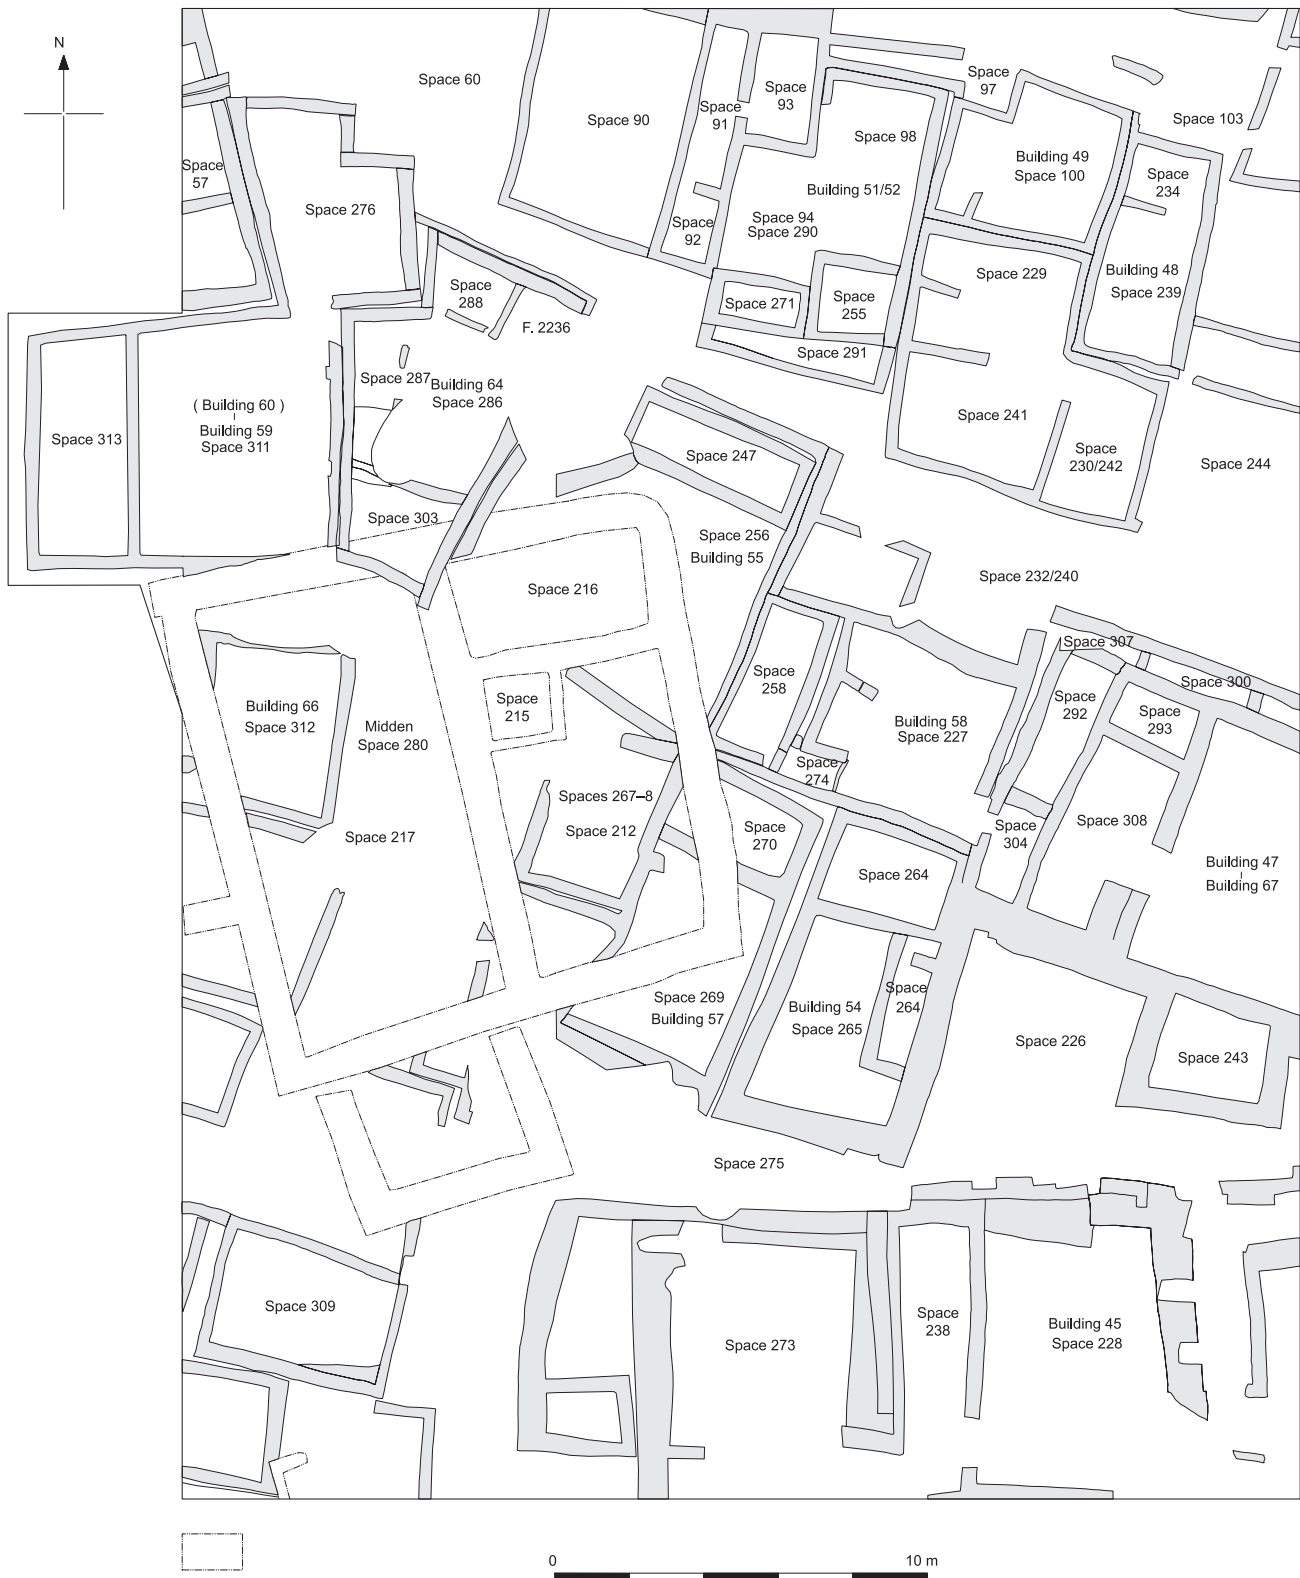 N
Space 60
Space
97
Space
93
Space
91
Space 90
Space 103
Space 98
Building 49
Space 100
Space
57
Space
234
Building 51/52
Space 276
Space 94
Space 290
Space
92
Space 229
Building 48
Space 239
Space
288
Space 271
Space
255
F. 2236
Space 291
Space 287
Building 64
Space 286
( Building 60 )
Building 59
Space 311
Space 313
Space 241
Space
230/242
Space 244
Space 247
Space 303
Space 256
Building 55
Space 232/240
Space 216
Space 307
Space 300
Space
258
Space
292
Space
215
Building 66
Space 312
Space
293
Midden
Space 280
Building 58
Space 227
Space
274
Spaces 267–8
Space 212
Space 217
Space
270
Space
304
Space 308
Space 264
Building 47
Building 67
Space
264
Space 269
Building 57
Building 54
Space 265
Space 226
Space 243
Space 275
Space 309
Space
238
Building 45
Space 228
Space 273
0
10 m